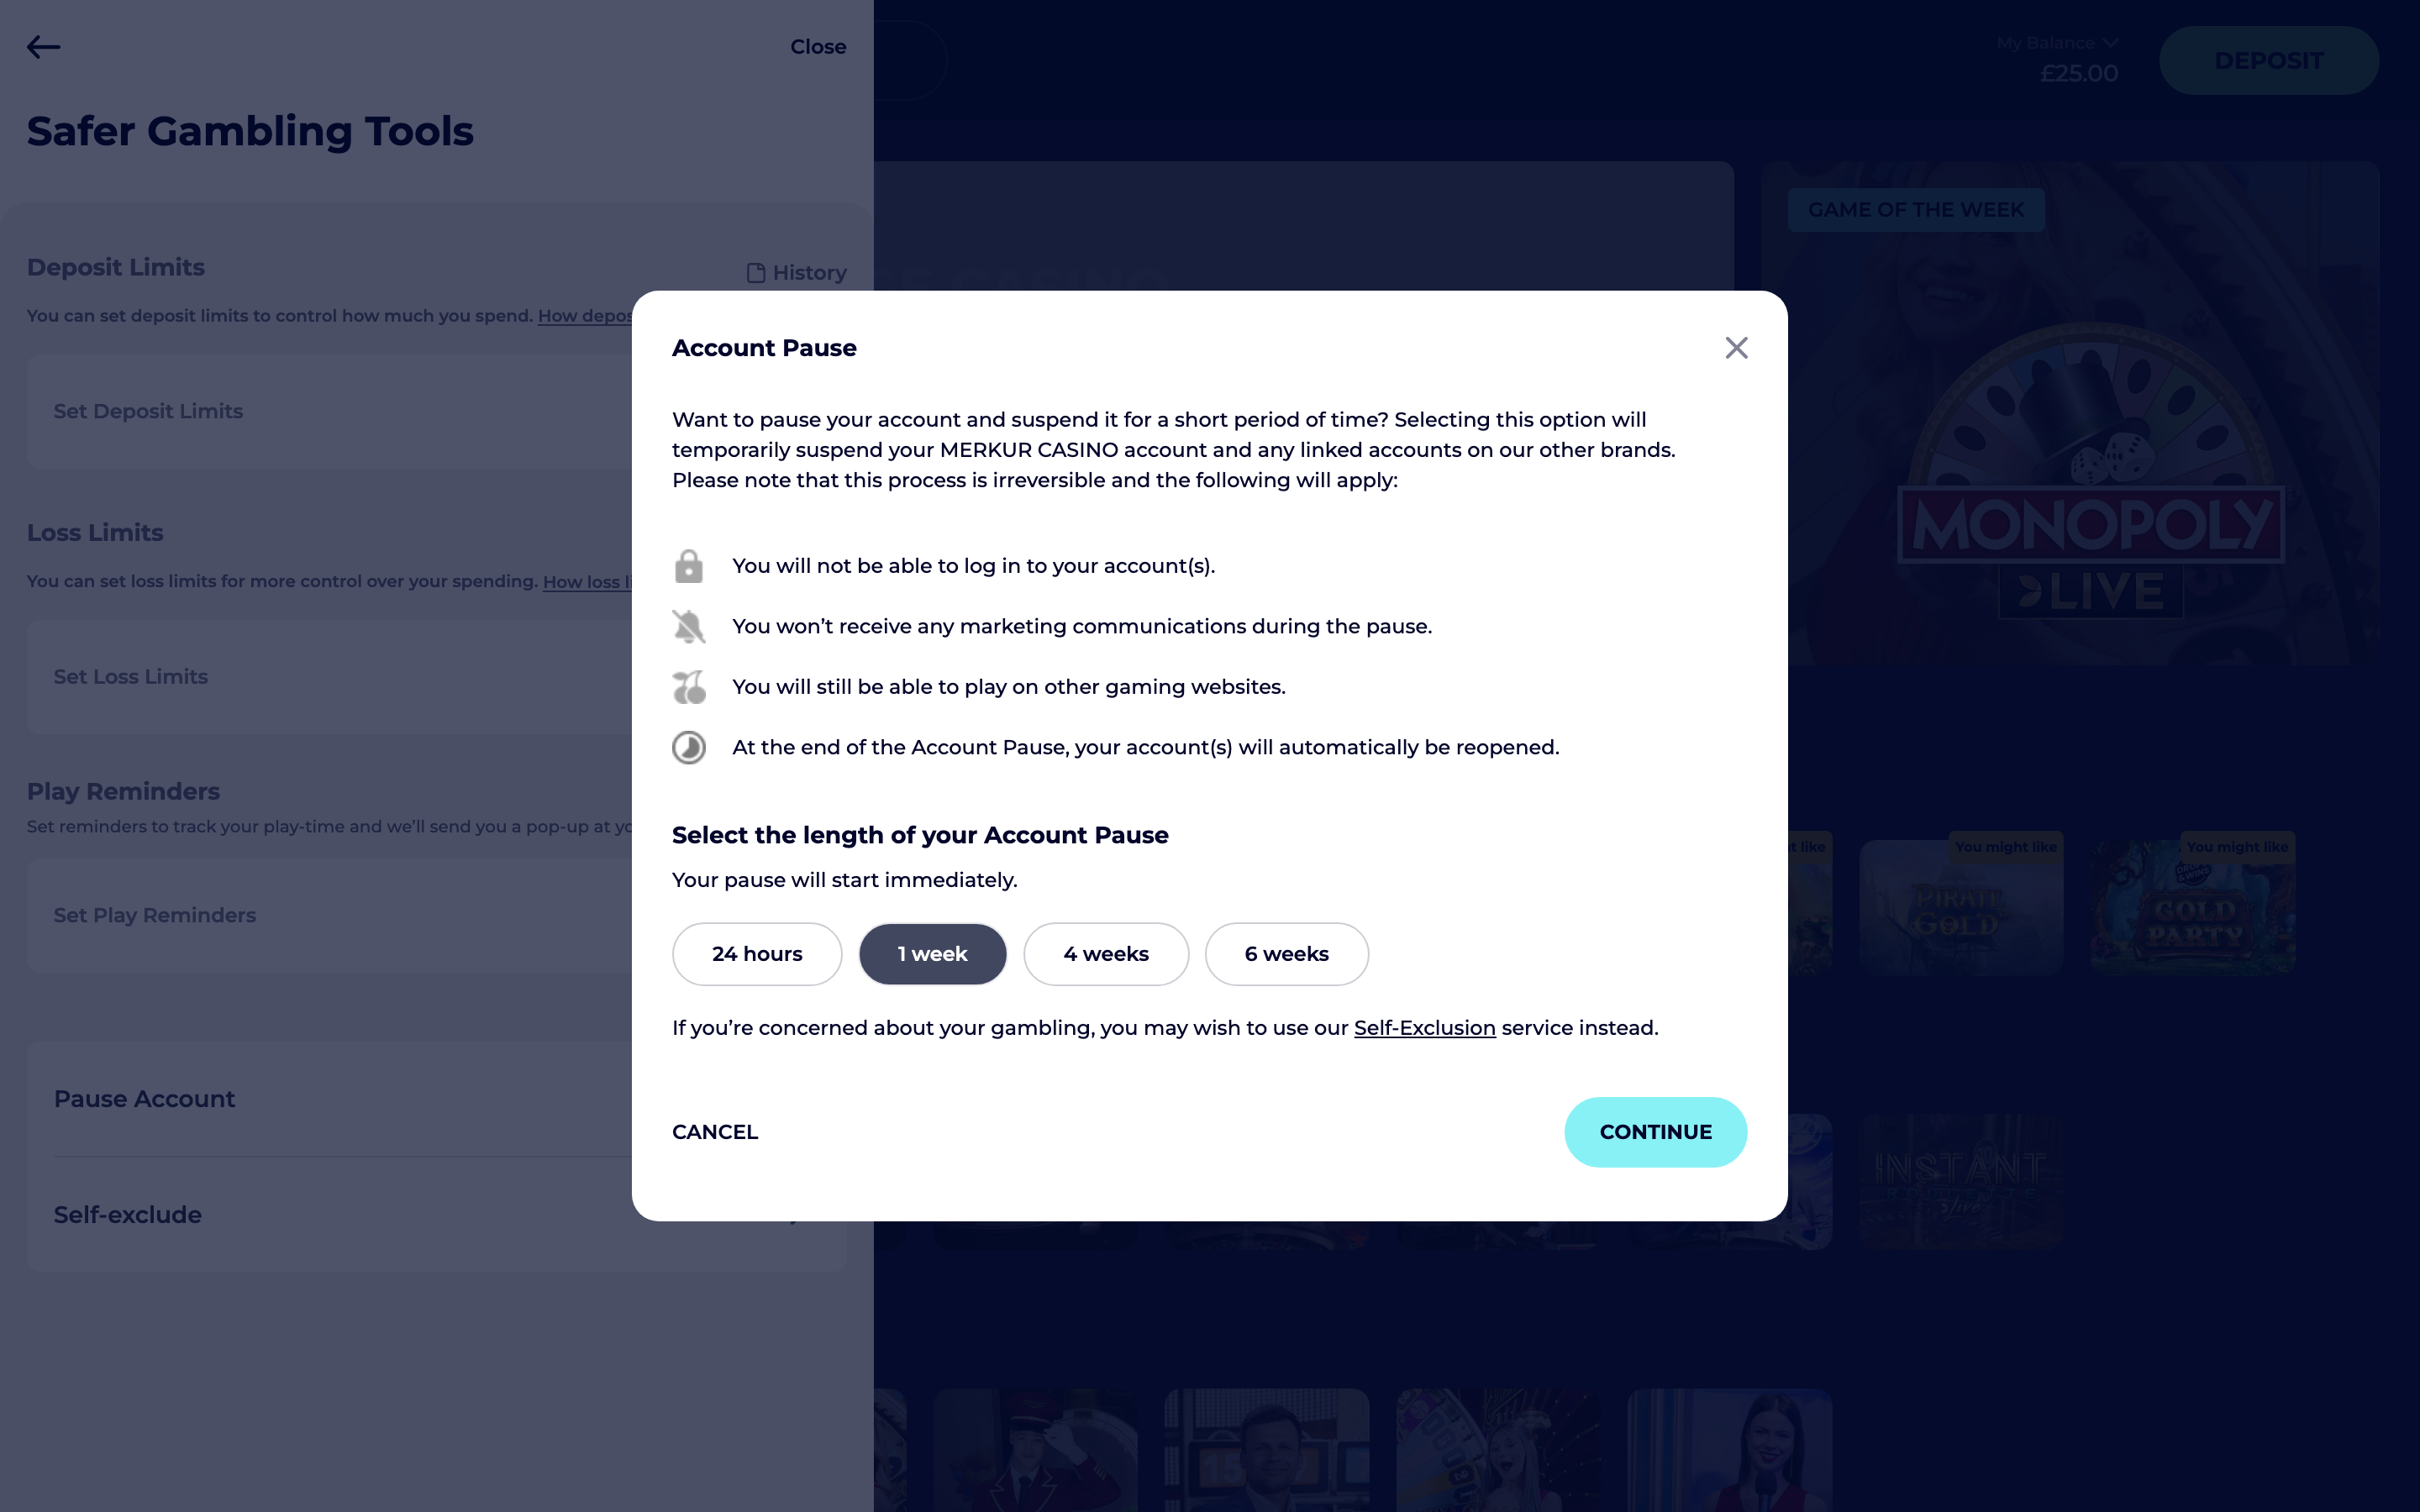 Close
My Balance
£25.00
DEPOSIT
Safer Gambling Tools
GAME OF THE WEEK
Deposit Limits
History
You can set deposit limits to control how much you spend. How depos
Set Deposit Limits
Loss Limits
You can set loss limits for more control over your spending. How loss li
Set Loss Limits
Play Reminders
Set reminders to track your play-time and we’ll send you a pop-up at yo
Set Play Reminders
Pause Account
Self-exclude
Account Pause
Want to pause your account and suspend it for a short period of time? Selecting this option will
temporarily suspend your MERKUR CASINO account and any linked accounts on our other brands.
Please note that this process is irreversible and the following will apply:
You will not be able to log in to your account(s).
You won’t receive any marketing communications during the pause.
You will still be able to play on other gaming websites.
At the end of the Account Pause, your account(s) will automatically be reopened.
Select the length of your Account Pause
Your pause will start immediately.
24 hours
1 week
4 weeks
6 weeks
If you’re concerned about your gambling, you may wish to use our Self-Exclusion service instead.
CANCEL
CONTINUE
MONOPOLY
LIVE
like
You might like
You might like
PIRATE
GOLD
GOLD
PARTY
INSTANT
live